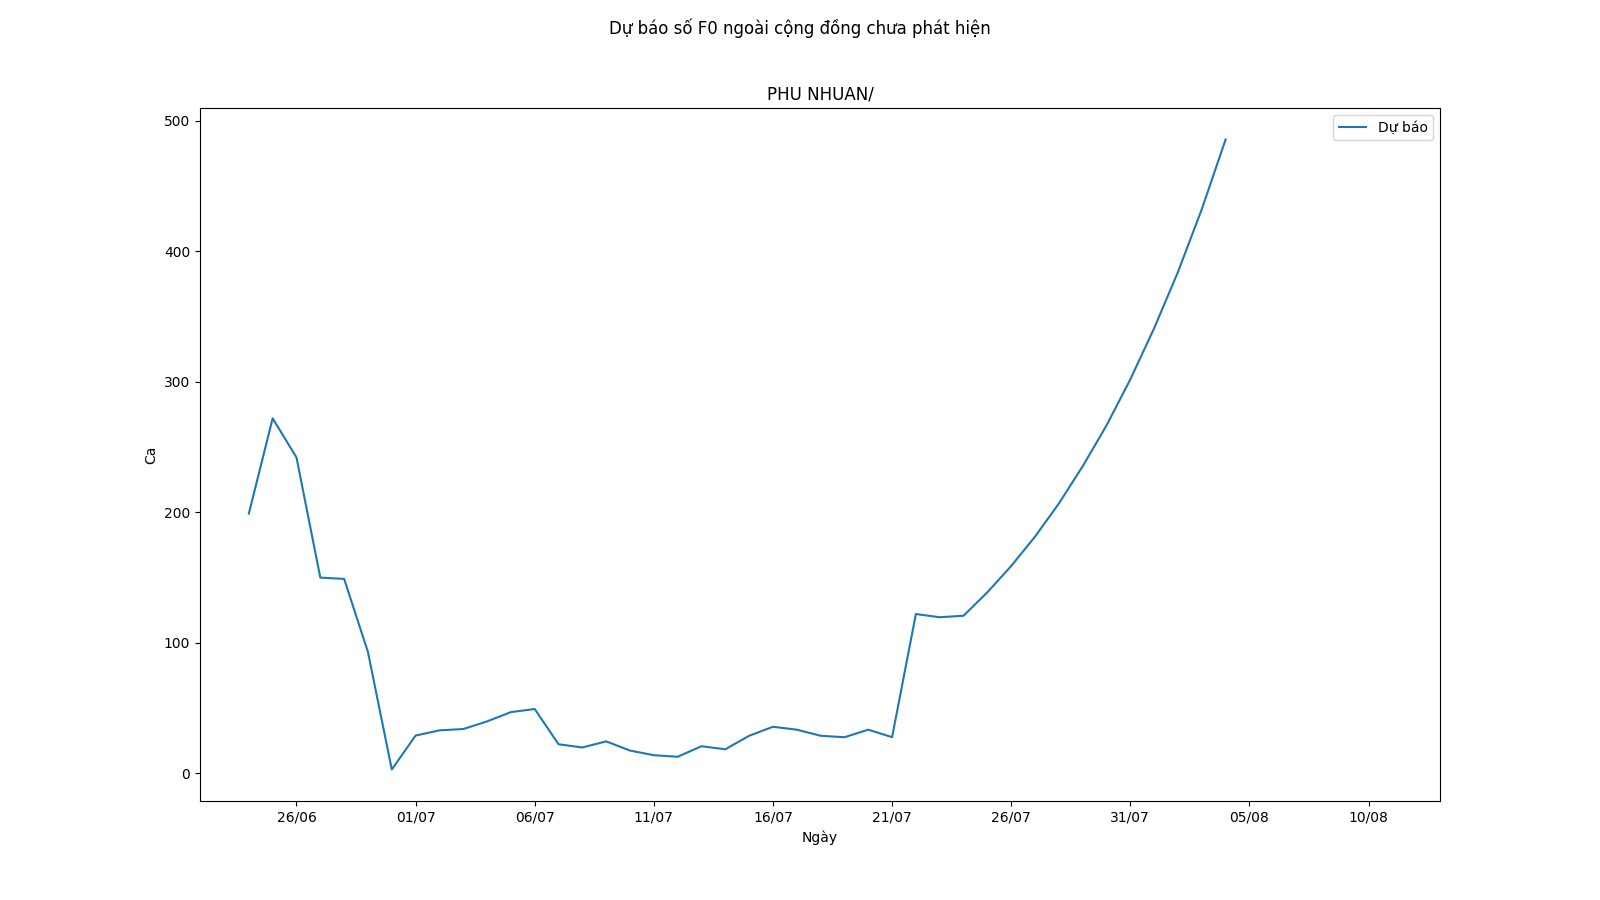 Dự báo số F0 ngoài cộng đồng chưa phát hiện
PHU NHUAN/
Dự báo
500
400
300
200
100
0
Ca
26/06 01/07 06/07 11/07 16/07 21/07 26/07 31/07 05/08 10/08
Ngày